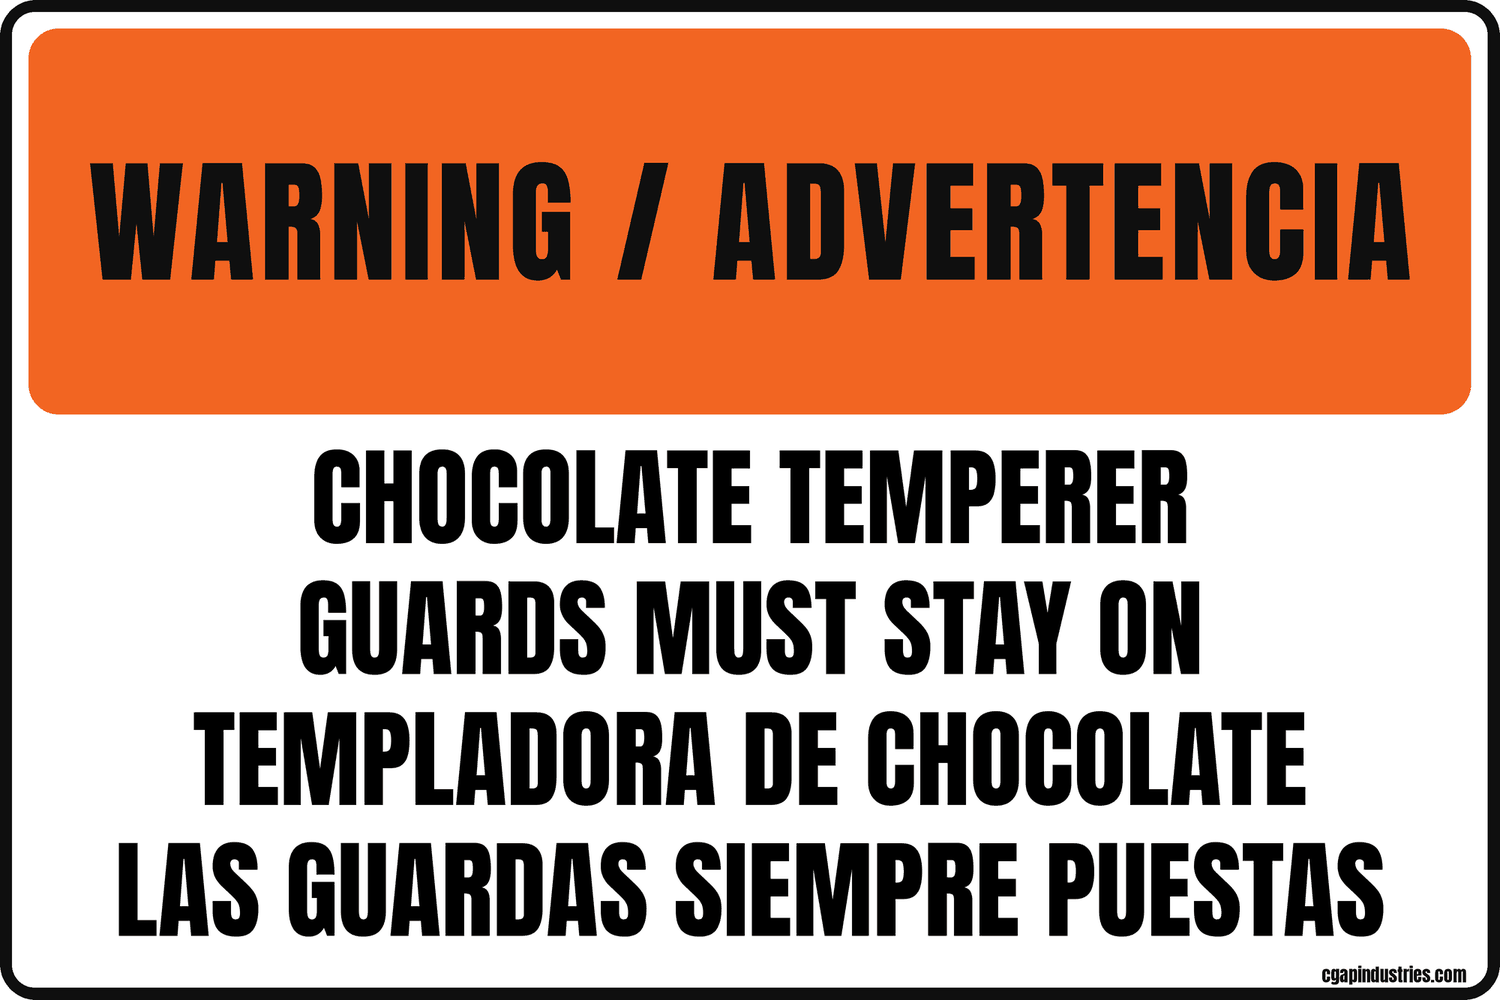 WARNING / ADVERTENCIA
CHOCOLATE TEMPERER
GUARDS MUST STAY ON
TEMPLADORA DE CHOCOLATE
LAS GUARDAS SIEMPRE PUESTAS
cgapindustries.com